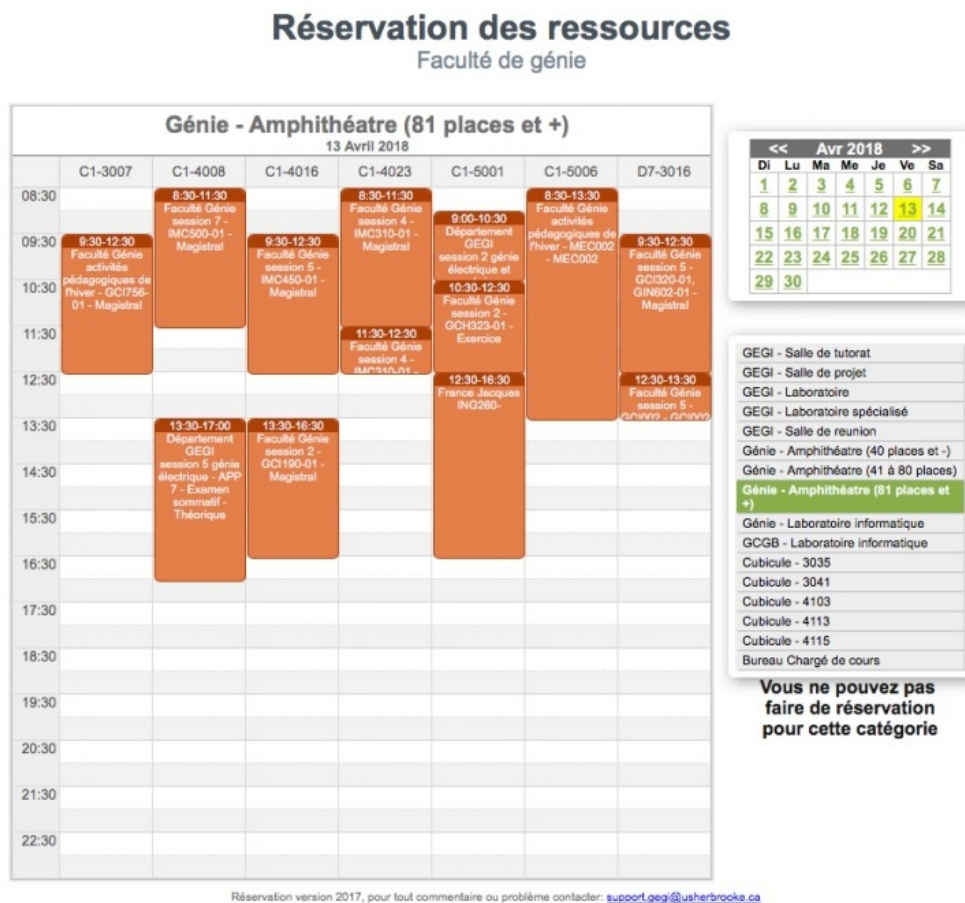 Réservation des ressources
Faculté de génie
Génie - Amphithéatre (81 places et +)
13 Avril 2018
C1-3007 C1-4008 C1-4016 C1-4023 C1-5001 C1-5006 D7-3016
08:30
09:30
10:30
11:30
12:30
13:30
14:30
15:30
16:30
17:30
18:30
19:30
20:30
21:30
22:30
9:30-12:30
Faculté Génie
activités
pédagogiques de
l'hiver - GCI756-
01 - Magistral
8:30-11:30
Faculté Génie
session 7 -
IMC500-01 -
Magistral
13:30-17:00
Département
GEGI
session 5 génie
électrique - APP
7 - Examen
sommatif -
Théorique
9:30-12:30
Faculté Génie
session 5 -
IMC450-01 -
Magistral
13:30-16:30
Faculté Génie
session 2 -
GCI190-01 -
Magistral
8:30-11:30
Faculté Génie
session 4 -
IMC310-01 -
Magistral
11:30-12:30
Faculté Génie
session 4 -
IMC310-01 -
9:00-10:30
Département
GEGI
session 2 génie
électrique et
10:30-12:30
Faculté Génie
session 2 -
GCH323-01 -
Exercice
12:30-16:30
France Jacques
ING260-
8:30-13:30
Faculté Génie
activités
pédagogiques de
l'hiver - MEC002
- MEC002
9:30-12:30
Faculté Génie
session 5 -
GCI320-01,
GIN602-01 -
Magistral
12:30-13:30
Faculté Génie
session 5 -
GCI002 - GCI002
<< Avr 2018 >>
Di Lu Ma Me Je Ve Sa
1 2 3 4 5 6 7
8 9 10 11 12 13 14
15 16 17 18 19 20 21
22 23 24 25 26 27 28
29 30
GEGI - Salle de tutorat
GEGI - Salle de projet
GEGI - Laboratoire
GEGI - Laboratoire spécialisé
GEGI - Salle de reunion
Génie - Amphithéatre (40 places et -)
Génie - Amphithéatre (41 à 80 places)
Génie - Amphithéatre (81 places et
+)
Génie - Laboratoire informatique
GCGB - Laboratoire informatique
Cubicule - 3035
Cubicule - 3041
Cubicule - 4103
Cubicule - 4113
Cubicule - 4115
Bureau Chargé de cours
Vous ne pouvez pas
faire de réservation
pour cette catégorie
Réservation version 2017, pour tout commentaire ou problème contacter: support.gegi@usherbrooke.ca